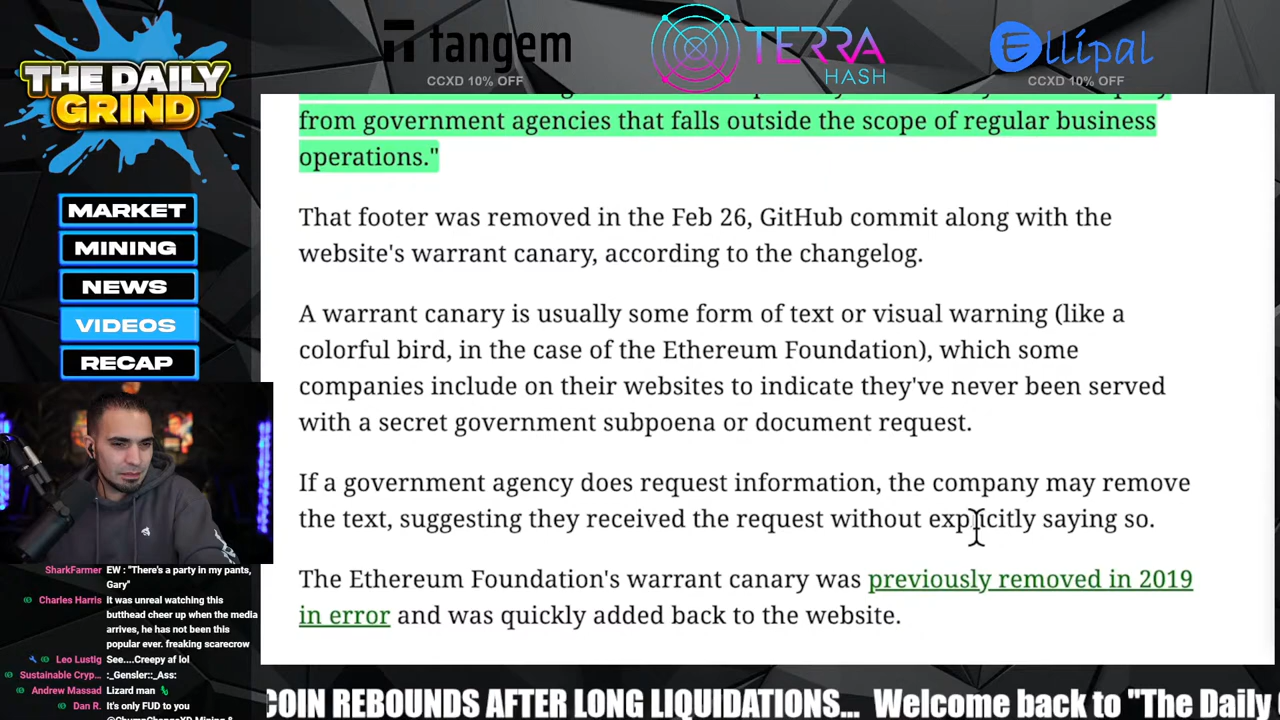 tangem
CCXD 10% OFF
TERRA
HASH
Ellipal
CCXD 10% OFF
THE DAILY
GRIND
MARKET
MINING
NEWS
VIDEOS
RECAP
from government agencies that falls outside the scope of regular business
operations."
That footer was removed in the Feb 26, GitHub commit along with the
website's warrant canary, according to the changelog.
A warrant canary is usually some form of text or visual warning (like a
colorful bird, in the case of the Ethereum Foundation), which some
companies include on their websites to indicate they've never been served
with a secret government subpoena or document request.
If a government agency does request information, the company may remove
the text, suggesting they received the request without explicitly saying so.
The Ethereum Foundation's warrant canary was previously removed in 2019
in error and was quickly added back to the website.
SharkFarmer EW : "There's a party in my pants,
Gary"
Charles Harris It was unreal watching this
butthead cheer up when the media
arrives, he has not been this
popular ever. freaking scarecrow
Leo Lustig See....Creepy af lol
Sustainable Cryp... :_Gensler::_Ass:
Andrew Massad Lizard man
Dan R. It's only FUD to you
COIN REBOUNDS AFTER LONG LIQUIDATIONS... Welcome back to "The Daily